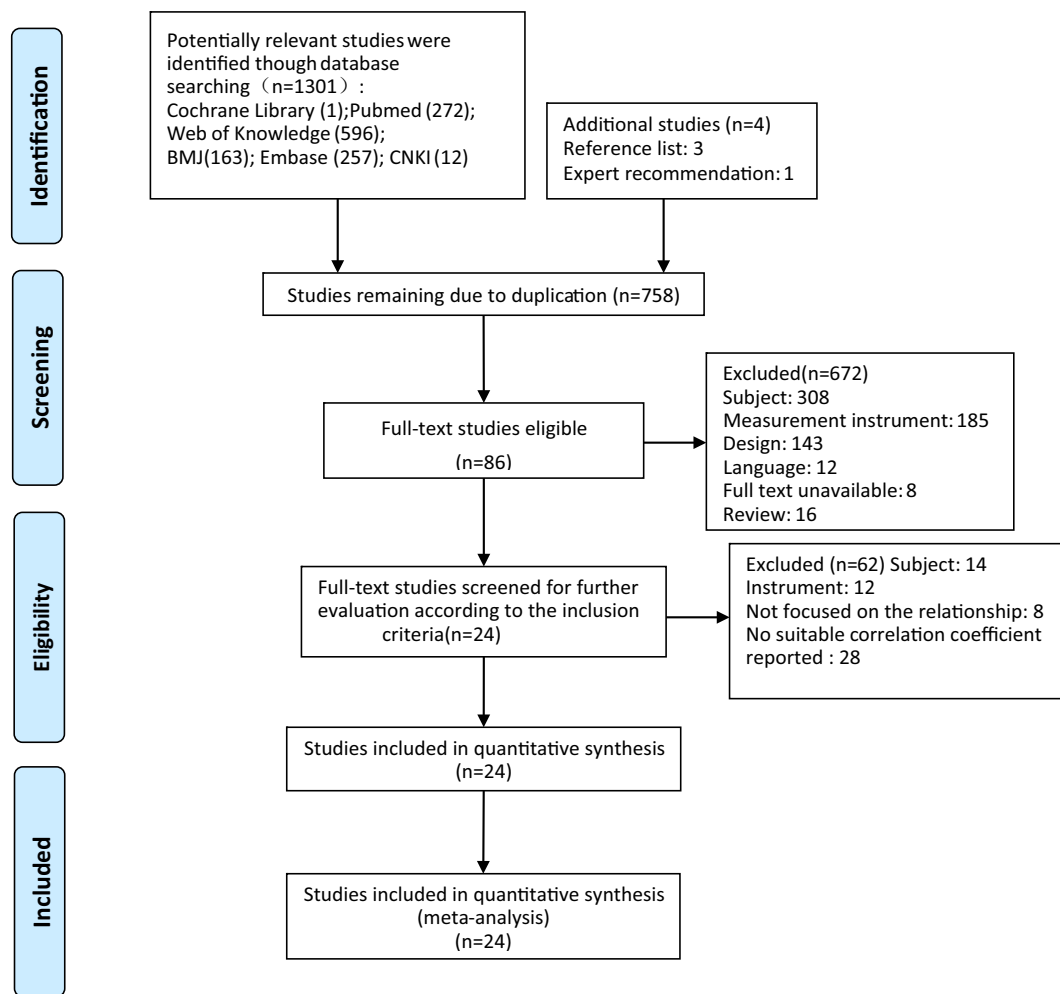 Identification
Potentially relevant studies were
identified though database
searching（n=1301）:
Cochrane Library (1);Pubmed (272);
Web of Knowledge (596);
BMJ(163); Embase (257); CNKI (12)
Additional studies (n=4)
Reference list: 3
Expert recommendation: 1
Screening
Studies remaining due to duplication (n=758)
Full-text studies eligible
(n=86)
Excluded(n=672)
Subject: 308
Measurement instrument: 185
Design: 143
Language: 12
Full text unavailable: 8
Review: 16
Eligibility
Full-text studies screened for further
evaluation according to the inclusion
criteria(n=24)
Excluded (n=62) Subject: 14
Instrument: 12
Not focused on the relationship: 8
No suitable correlation coefficient
reported : 28
Studies included in quantitative synthesis
(n=24)
Included
Studies included in quantitative synthesis
(meta-analysis)
(n=24)